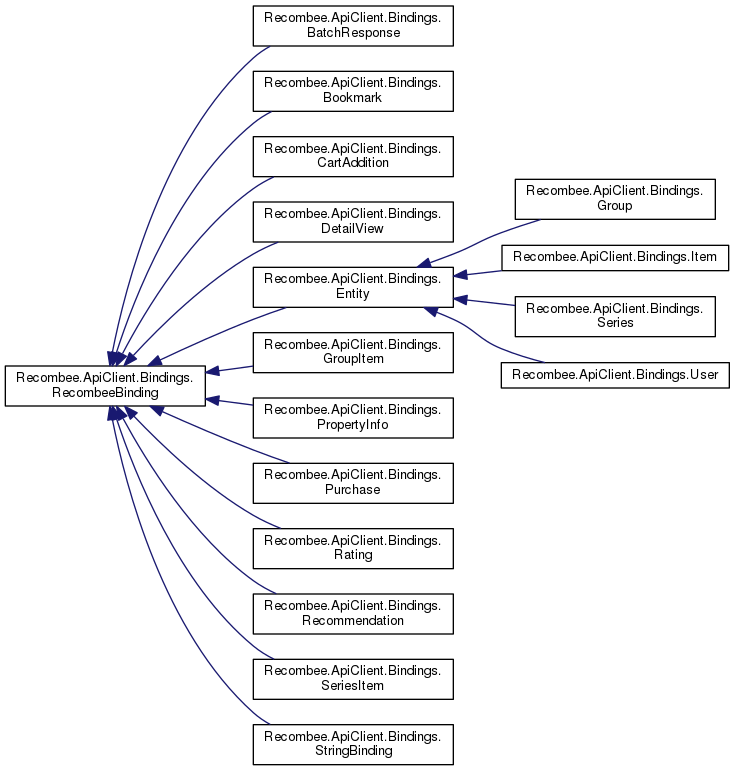 Recombee.ApiClient.Bindings.
BatchResponse
Recombee.ApiClient.Bindings.
Bookmark
Recombee.ApiClient.Bindings.
CartAddition
Recombee.ApiClient.Bindings.
DetailView
Recombee.ApiClient.Bindings.
Entity
Recombee.ApiClient.Bindings.
GroupItem
Recombee.ApiClient.Bindings.
PropertyInfo
Recombee.ApiClient.Bindings.
Purchase
Recombee.ApiClient.Bindings.
Rating
Recombee.ApiClient.Bindings.
Recommendation
Recombee.ApiClient.Bindings.
SeriesItem
Recombee.ApiClient.Bindings.
StringBinding
Recombee.ApiClient.Bindings.
RecombeeBinding
Recombee.ApiClient.Bindings.
Group
Recombee.ApiClient.Bindings.Item
Recombee.ApiClient.Bindings.
Series
Recombee.ApiClient.Bindings.User